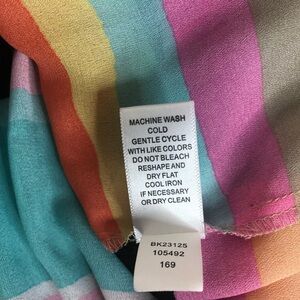 MACHINE WASH
COLD
GENTLE CYCLE
WITH LIKE COLORS
DO NOT BLEACH
RESHAPE AND
DRY FLAT
COOL IRON
IF NECESSARY
OR DRY CLEAN
BK23125
105492
169